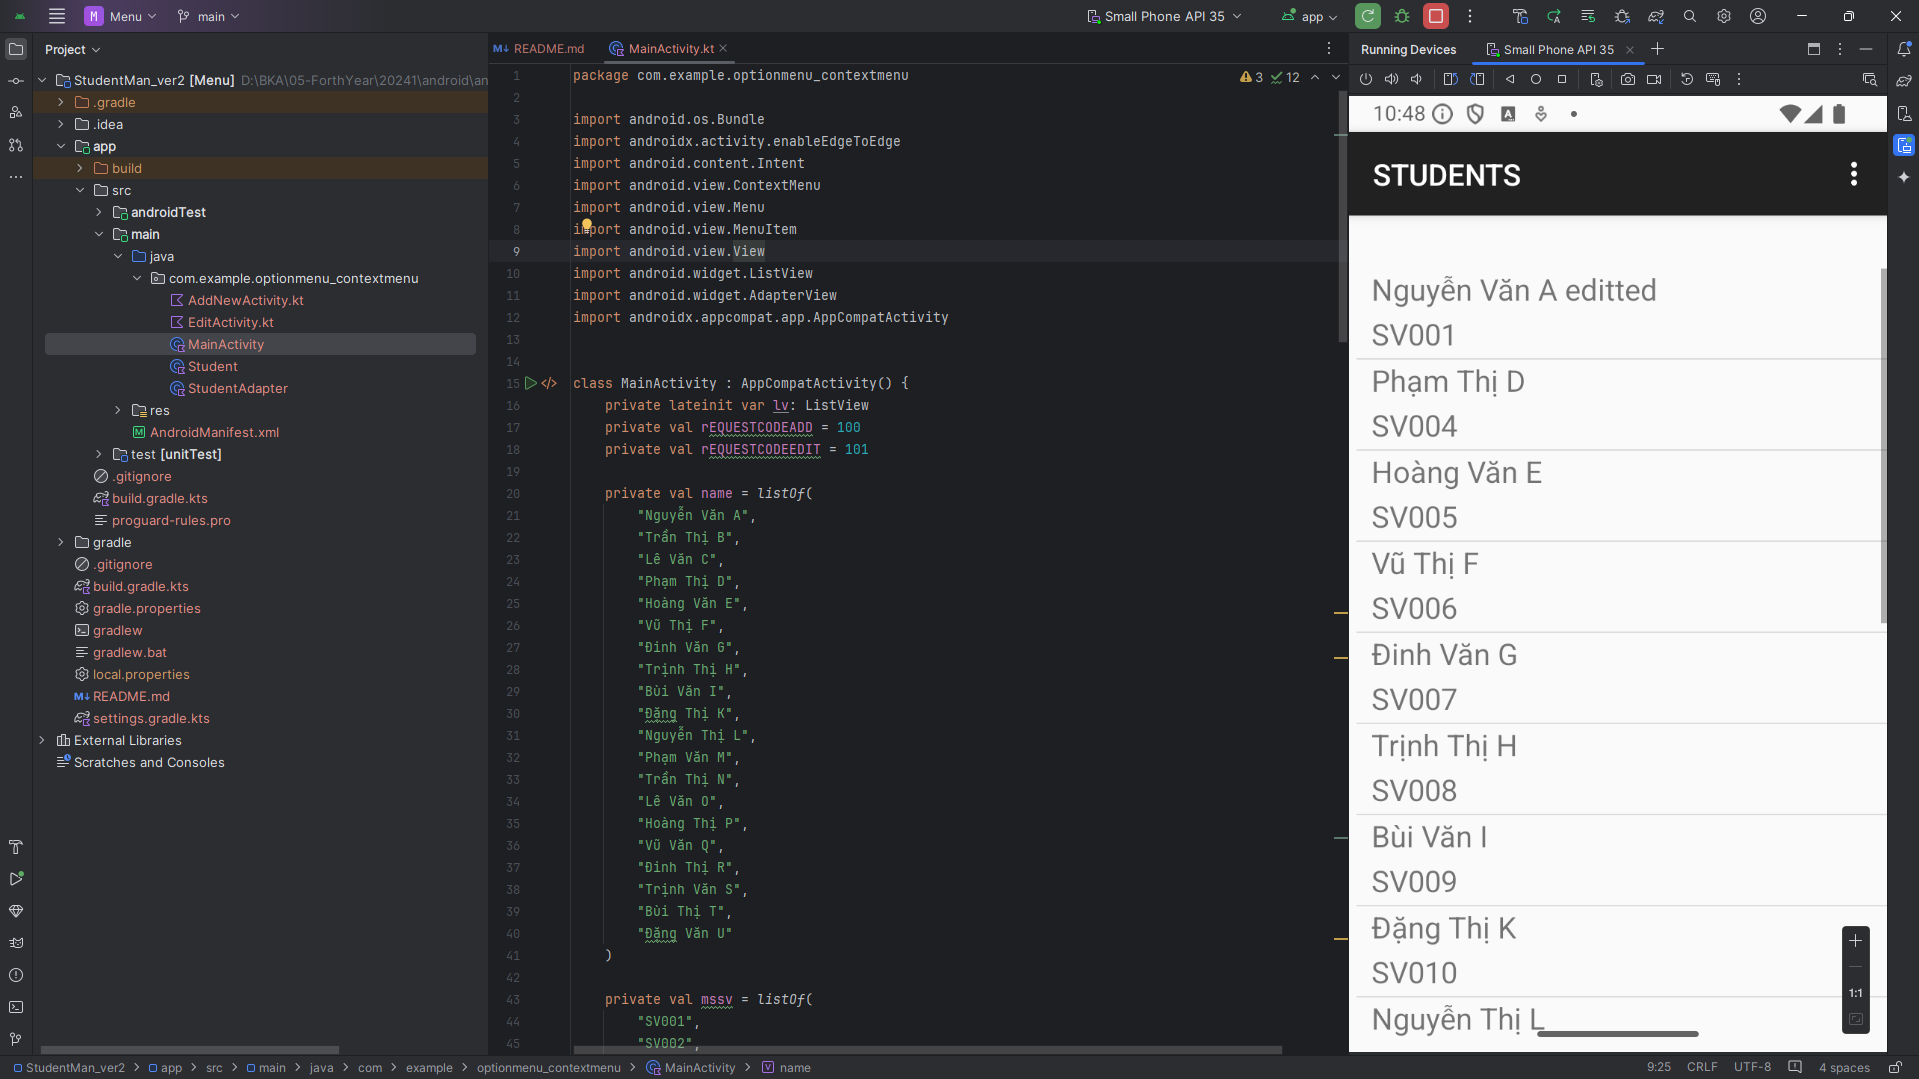 M Menu main Small Phone API 35 app
Project
README.md MainActivity.kt
Running Devices Small Phone API 35
StudentMan_ver2 [Menu] D:\BKA\05-ForthYear\20241\android\an
.gradle
.idea
app
build
src
androidTest
main
java
com.example.optionmenu_contextmenu
AddNewActivity.kt
EditActivity.kt
MainActivity
Student
StudentAdapter
res
AndroidManifest.xml
test [unitTest]
.gitignore
build.gradle.kts
proguard-rules.pro
gradle
.gitignore
build.gradle.kts
gradle.properties
gradlew
gradlew.bat
local.properties
README.md
settings.gradle.kts
External Libraries
Scratches and Consoles
3 12
1 package com.example.optionmenu_contextmenu
2
3 import android.os.Bundle
4 import androidx.activity.enableEdgeToEdge
5 import android.content.Intent
6 import android.view.ContextMenu
7 import android.view.Menu
8 import android.view.MenuItem
9 import android.view.View
10 import android.widget.ListView
11 import android.widget.AdapterView
12 import androidx.appcompat.app.AppCompatActivity
13
14
15 class MainActivity : AppCompatActivity() {
16 private lateinit var lv: ListView
17 private val rEQUESTCODEADD = 100
18 private val rEQUESTCODEEDIT = 101
19
20 private val name = listOf(
21 "Nguyễn Văn A",
22 "Trần Thị B",
23 "Lê Văn C",
24 "Phạm Thị D",
25 "Hoàng Văn E",
26 "Vũ Thị F",
27 "Đinh Văn G",
28 "Trịnh Thị H",
29 "Bùi Văn I",
30 "Đặng Thị K",
31 "Nguyễn Thị L",
32 "Phạm Văn M",
33 "Trần Thị N",
34 "Lê Văn O",
35 "Hoàng Thị P",
36 "Vũ Văn Q",
37 "Đinh Thị R",
38 "Trịnh Văn S",
39 "Bùi Thị T",
40 "Đặng Văn U"
41 )
42
43 private val mssv = listOf(
44 "SV001",
45 "SV002",
10:48
STUDENTS
Nguyễn Văn A editted
SV001
Phạm Thị D
SV004
Hoàng Văn E
SV005
Vũ Thị F
SV006
Đinh Văn G
SV007
Trịnh Thị H
SV008
Bùi Văn I
SV009
Đặng Thị K
SV010
Nguyễn Thị L
1:1
StudentMan_ver2 > app > src > main > java > com > example > optionmenu_contextmenu > MainActivity > name
9:25 CRLF UTF-8 4 spaces